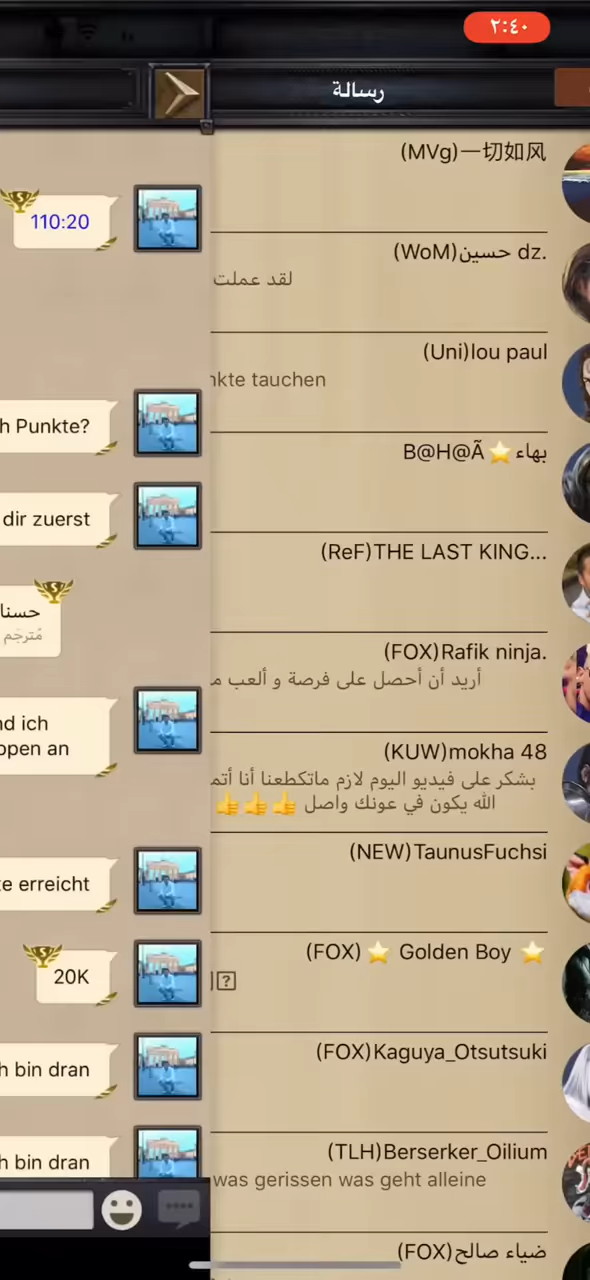 ٢:٤٠
رسالة
(MVg)一切如风
(WoM)حسين dz.
لقد عملت
(Uni)lou paul
nkte tauchen
B@H@Ã⭐بهاء
(ReF)THE LAST KING...
(FOX)Rafik ninja.
أريد أن أحصل على فرصة و ألعب م
(KUW)mokha 48
بشكر على فيديو اليوم لازم ماتكطعنا أنا أتم
الله يكون في عونك واصل 👍👍👍
(NEW)TaunusFuchsi
(FOX)⭐ Golden Boy ⭐
(FOX)Kaguya_Otsutsuki
(TLH)Berserker_Oilium
was gerissen was geht alleine
(FOX)ضياء صالح
110:20
h Punkte?
dir zuerst
حسنا
مُترجَم
nd ich
ppen an
te erreicht
20K
h bin dran
h bin dran